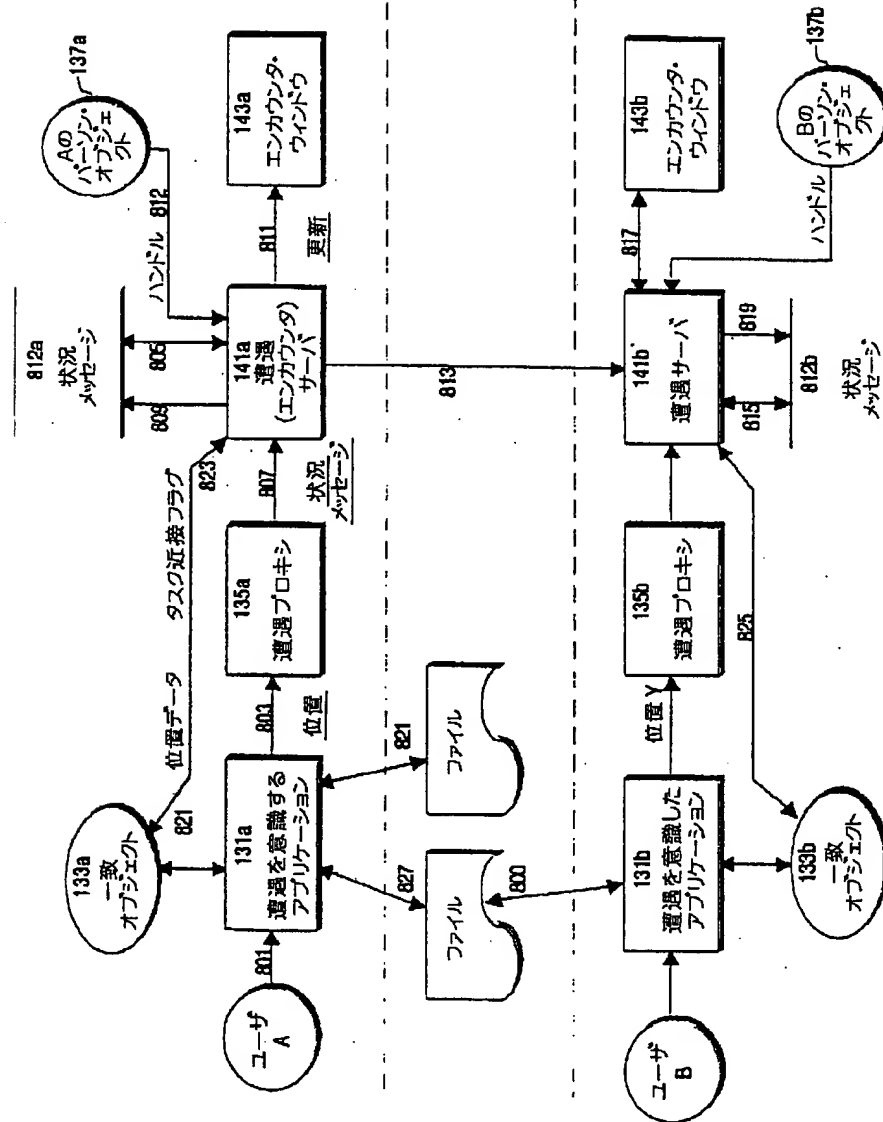 ユーザ
A
801
133a
一致
オブジェクト
821
131a
遭遇を意識する
アプリケーション
位置データ
タスク近接フラグ
823
803
位置
135a
遭遇プロキシ
807
状況
メッセージ
812a
状況
メッセージ
809
805
141a
遭遇
(エンカウンタ)
サーバ
ハンドル
812
Aの
パーソン・
オブジェ
クト
137a
811
更新
143a
エンカウンタ・
ウィンドウ
827
821
ファイル
ファイル
800
813
ユーザ
B
131b
遭遇を意識した
アプリケーション
133b
一致
オブジェクト
位置 γ
135b
遭遇プロキシ
825
141b
遭遇サーバ
815
819
812b
状況
メッセージ
817
143b
エンカウンタ・
ウィンドウ
ハンドル
Bの
パーソン・
オブジェ
クト
137b